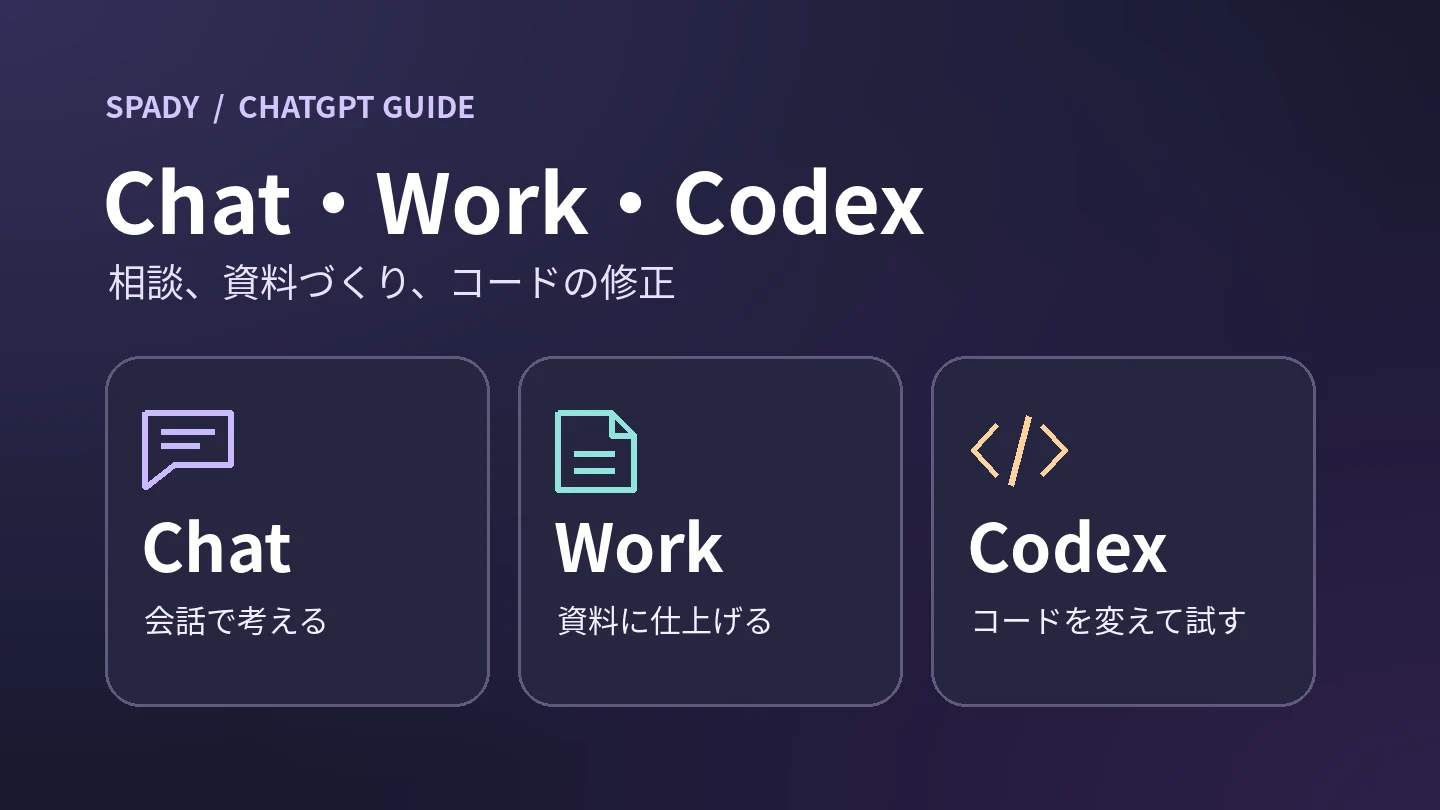 SPADY / CHATGPT GUIDE
Chat・Work・Codex
相談、資料づくり、コードの修正
Chat
会話で考える
Work
資料に仕上げる
Codex
コードを変えて試す